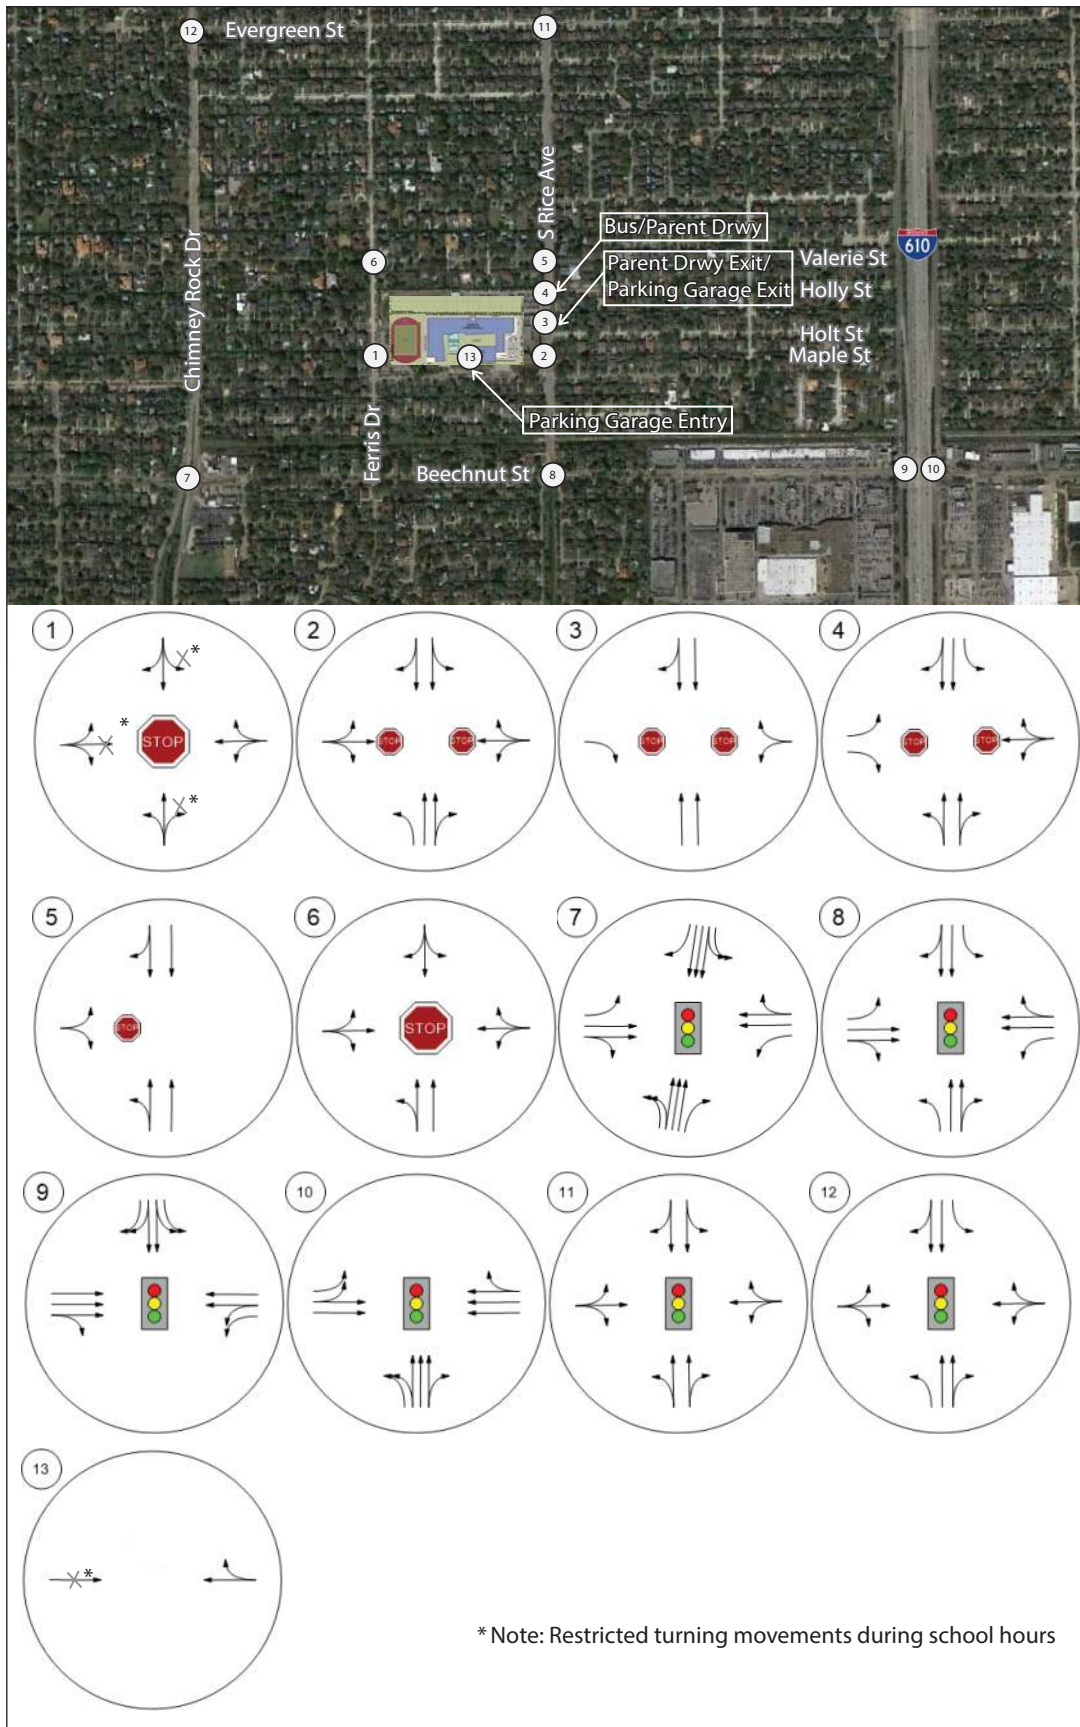 12 Evergreen St 11
S Rice Ave
Chimney Rock Dr
Bus/Parent Drwy
INTERSTATE
610
6 5
Parent Drwy Exit/
Parking Garage Exit
Valerie St
4
Holly St
3
Holt St
1 13 2
Maple St
Parking Garage Entry
Ferris Dr
7 Beechnut St 8 9 10
1 2 3 4
* * *
STOP STOP STOP STOP STOP STOP STOP
5 6 7 8
STOP STOP
9 10 11 12
13
*
* Note: Restricted turning movements during school hours